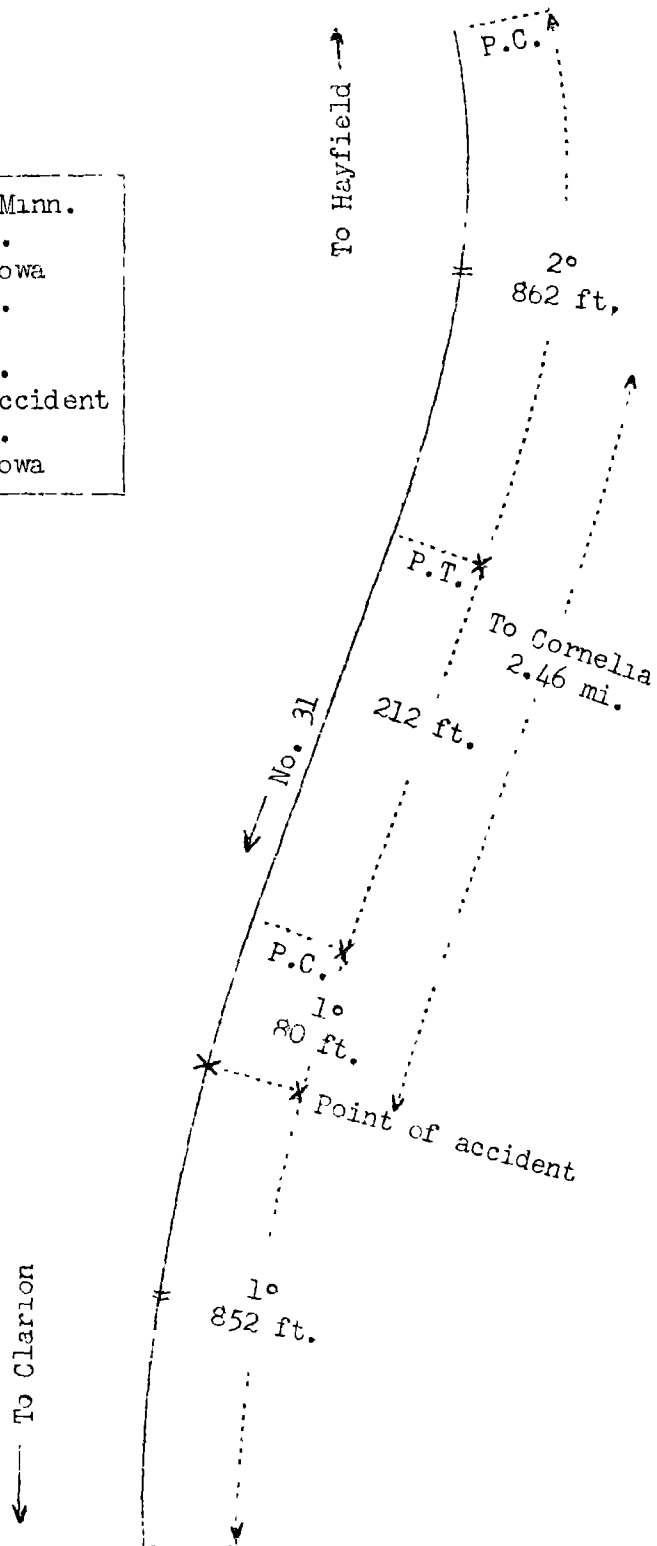 P.C.
To Hayfield
Minn.
.
owa
.
.
ccident
.
owa
2°
862 ft.
P.T.
To Cornelia
2.46 mi.
No. 31
212 ft.
P.C.
1°
80 ft.
Point of accident
To Clarion
1°
852 ft.